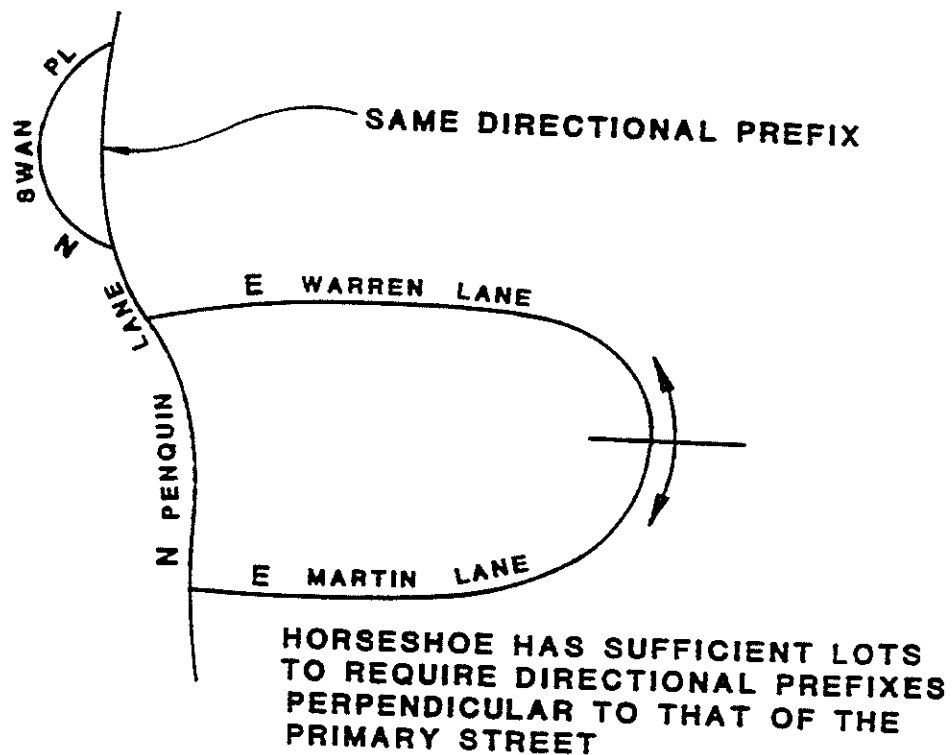 N SWAN PL
SAME DIRECTIONAL PREFIX
E WARREN LANE
N PENQUIN LANE
E MARTIN LANE
HORSESHOE HAS SUFFICIENT LOTS
TO REQUIRE DIRECTIONAL PREFIXES
PERPENDICULAR TO THAT OF THE
PRIMARY STREET